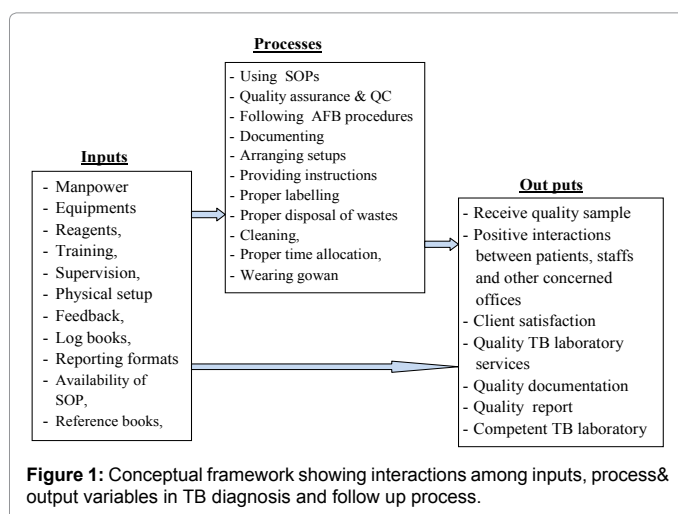 Processes
- Using SOPs
- Quality assurance & QC
- Following AFB procedures
- Documenting
- Arranging setups
- Providing instructions
- Proper labelling
- Proper disposal of wastes
- Cleaning,
- Proper time allocation,
- Wearing gowan
Inputs
- Manpower
- Equipments
- Reagents,
- Training,
- Supervision,
- Physical setup
- Feedback,
- Log books,
- Reporting formats
- Availability of
SOP,
- Reference books,
Out puts
- Receive quality sample
- Positive interactions
between patients, staffs
and other concerned
offices
- Client satisfaction
- Quality TB laboratory
services
- Quality documentation
- Quality report
- Competent TB laboratory
Figure 1: Conceptual framework showing interactions among inputs, process&
output variables in TB diagnosis and follow up process.